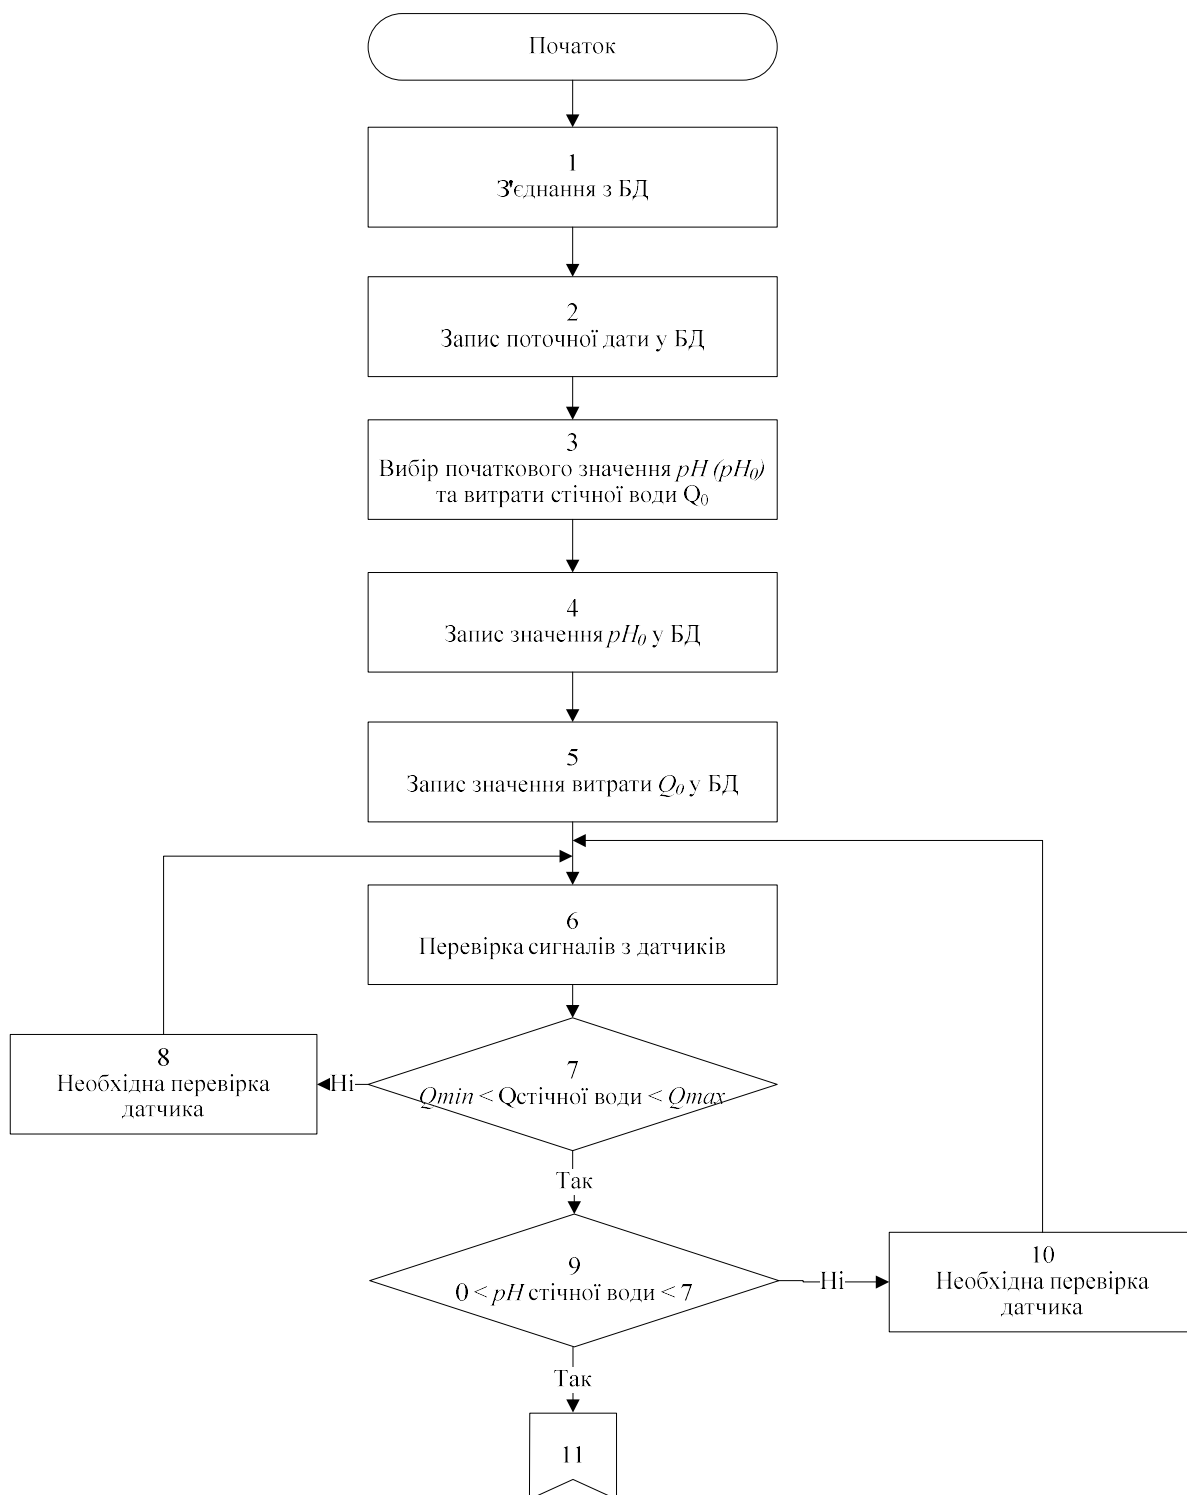 Початок
1
З'єднання з БД
2
Запис поточної дати у БД
3
Вибір початкового значення pH (pH₀)
та витрати стічної води Q₀
4
Запис значення pH₀ у БД
5
Запис значення витрати Q₀ у БД
6
Перевірка сигналів з датчиків
7
Qmin < Qстічної води < Qmax
Ні
8
Необхідна перевірка
датчика
Так
9
0 < pH стічної води < 7
Ні
10
Необхідна перевірка
датчика
Так
11